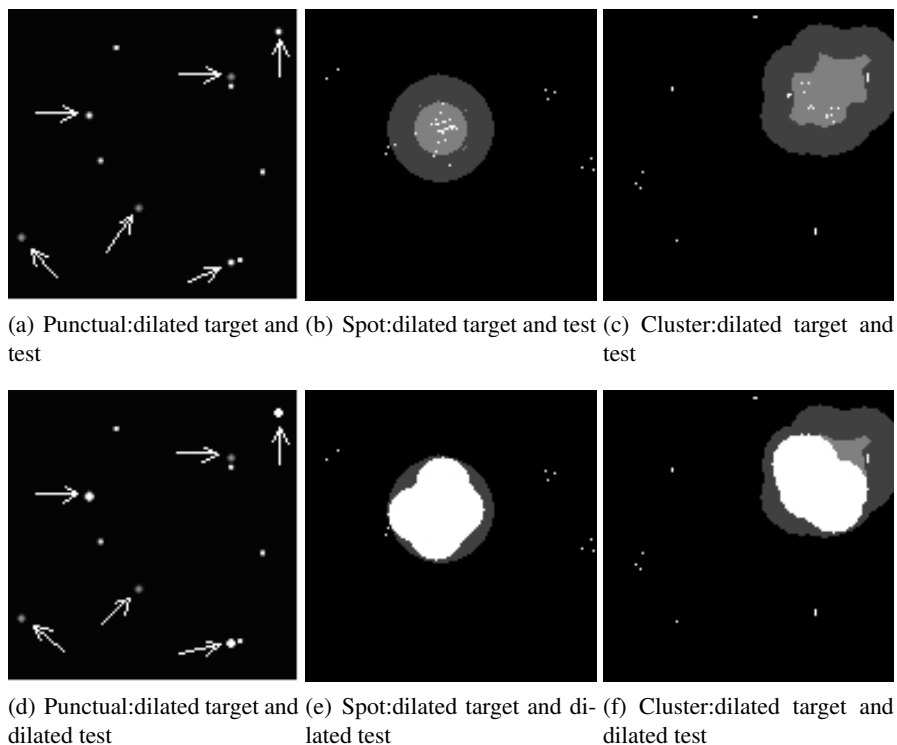 (a) Punctual:dilated target and
test
(b) Spot:dilated target and test
(c) Cluster:dilated target and
test
(d) Punctual:dilated target and
dilated test
(e) Spot:dilated target and di-
lated test
(f) Cluster:dilated target and
dilated test